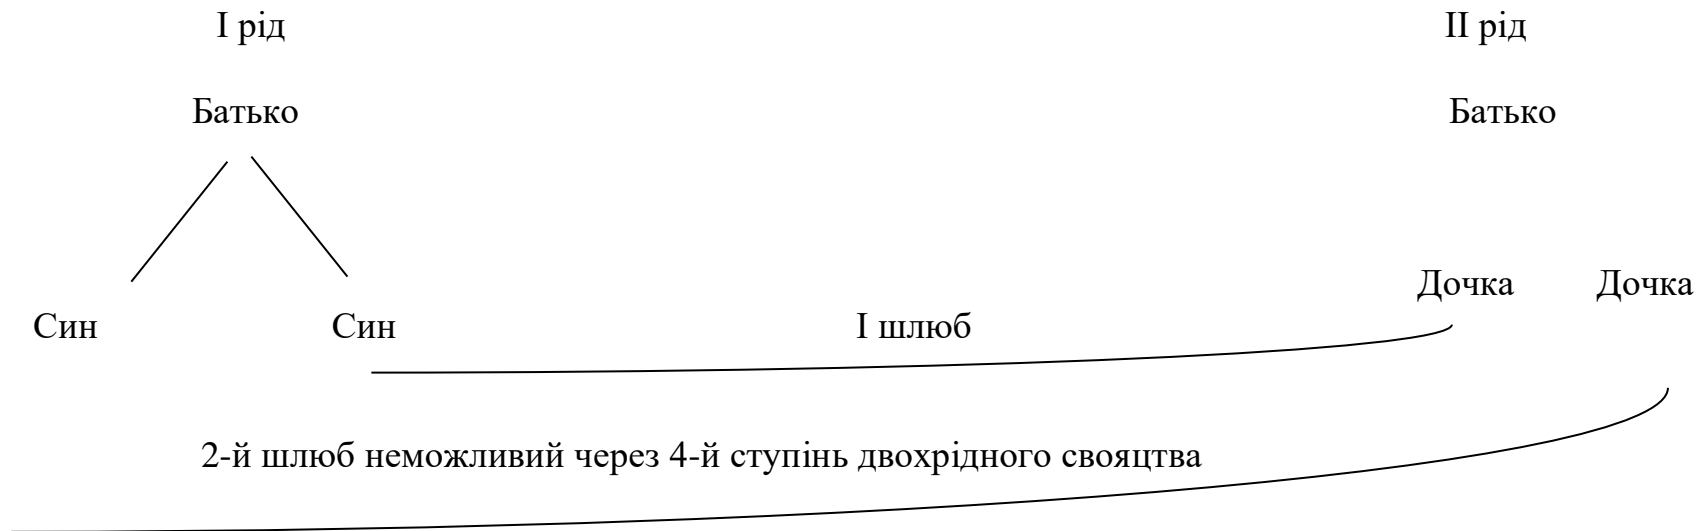 І рід ІІ рід
Батько Батько
Дочка Дочка
Син Син І шлюб
2-й шлюб неможливий через 4-й ступінь двохрідного свояцтва